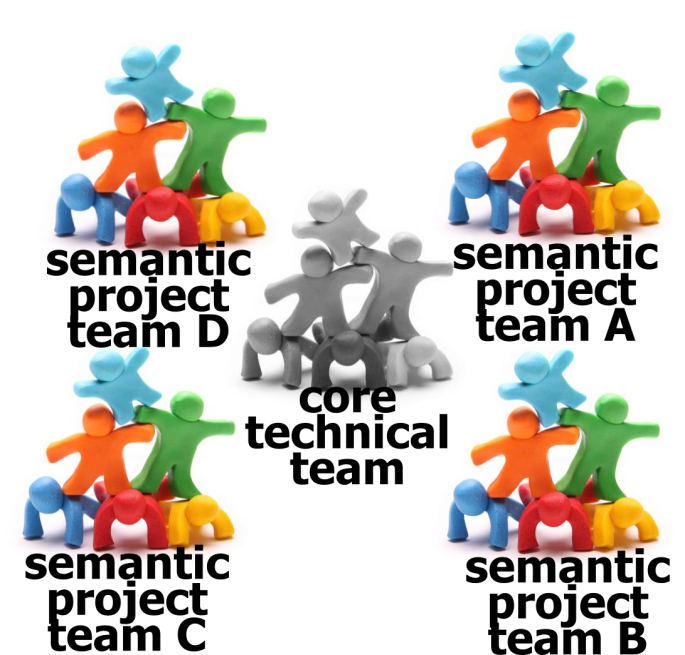 semantic
project
team D
semantic
project
team A
core
technical
team
semantic
project
team C
semantic
project
team B